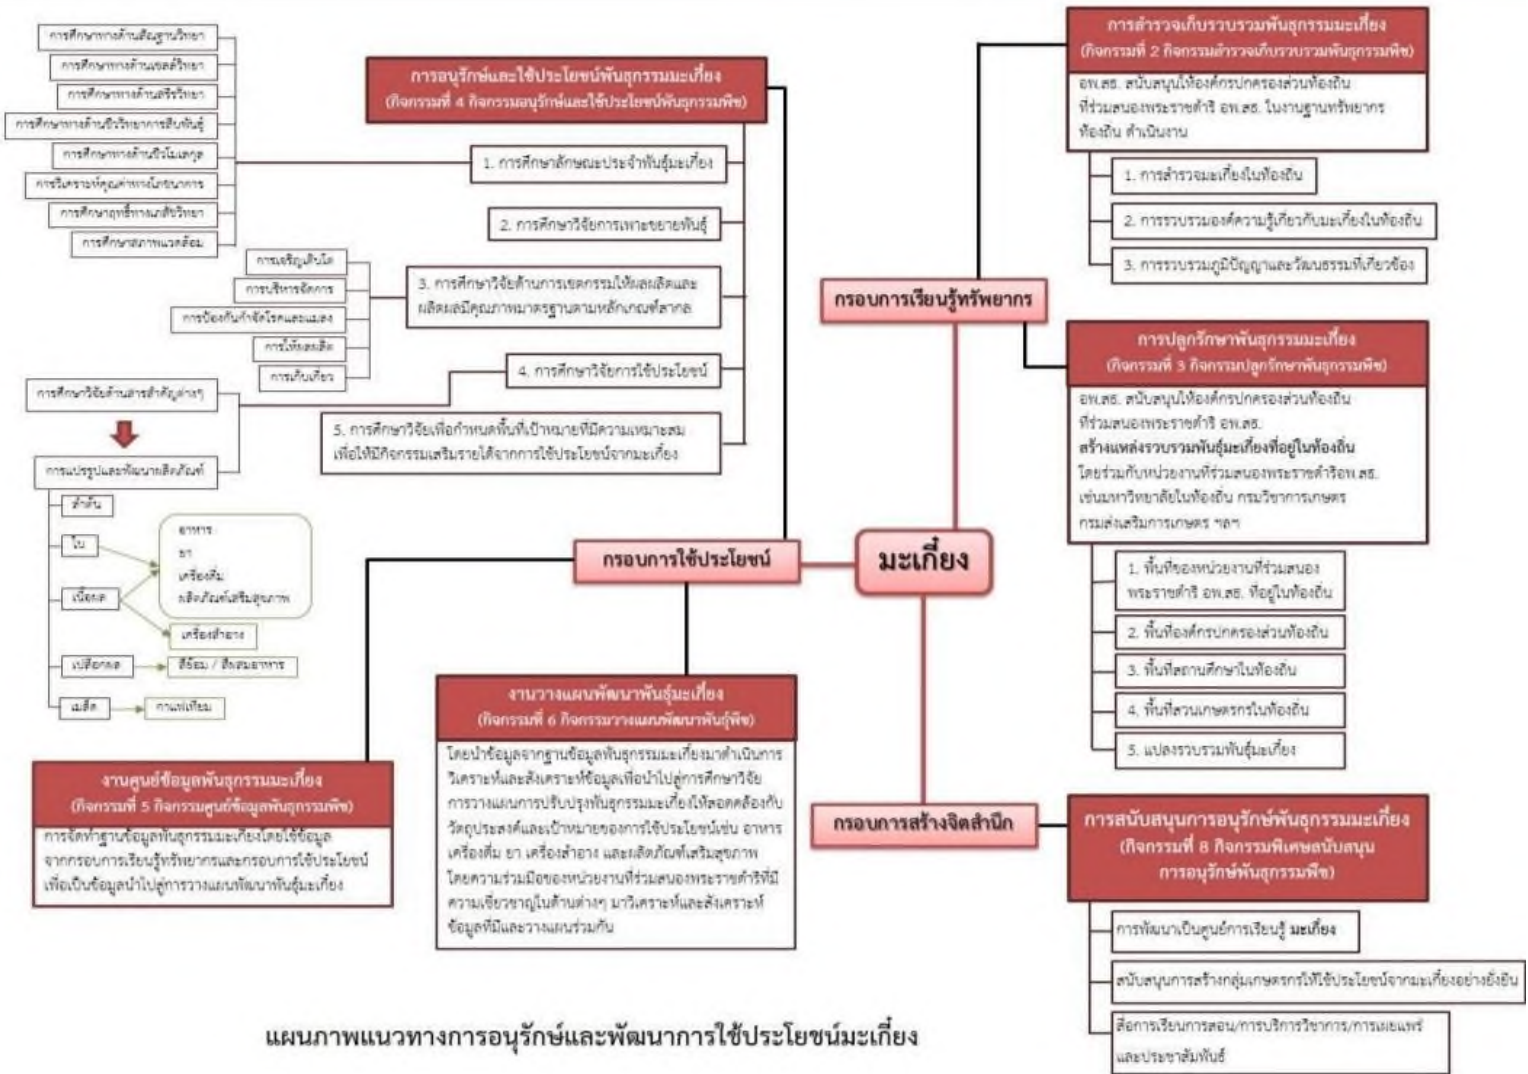 การศึกษาทางด้านสัณฐานวิทยา
การศึกษาทางด้านเซลล์วิทยา
การศึกษาทางด้านสรีรวิทยา
การศึกษาทางด้านชีววิทยาการสืบพันธุ์
การศึกษาทางด้านชีวโมเลกุล
การวิเคราะห์คุณค่าทางโภชนาการ
การศึกษาฤทธิ์ทางเภสัชวิทยา
การศึกษาสภาพแวดล้อม
การอนุรักษ์และใช้ประโยชน์พันธุกรรมมะเกี๋ยง
(กิจกรรมที่ 4 กิจกรรมอนุรักษ์และใช้ประโยชน์พันธุกรรมพืช)
1. การศึกษาลักษณะประจำพันธุ์มะเกี๋ยง
2. การศึกษาวิจัยการเพาะขยายพันธุ์
3. การศึกษาวิจัยด้านการเขตกรรมให้ผลผลิตและ
ผลิตผลมีคุณภาพมาตรฐานตามหลักเกณฑ์สากล
4. การศึกษาวิจัยการใช้ประโยชน์
5. การศึกษาวิจัยเพื่อกำหนดพื้นที่เป้าหมายที่มีความเหมาะสม
เพื่อให้มีกิจกรรมเสริมรายได้จากการใช้ประโยชน์จากมะเกี๋ยง
การเจริญเติบโต
การบริหารจัดการ
การป้องกันกำจัดโรคและแมลง
การให้ผลผลิต
การเก็บเกี่ยว
การศึกษาวิจัยด้านสารสำคัญต่างๆ
การแปรรูปและพัฒนาผลิตภัณฑ์
ลำต้น
ใบ
เนื้อผล
เปลือกผล
เมล็ด
อาหาร
ยา
เครื่องดื่ม
ผลิตภัณฑ์เสริมสุขภาพ
เครื่องสำอาง
สีย้อม / สีผสมอาหาร
กาแฟเทียม
กรอบการใช้ประโยชน์
มะเกี๋ยง
งานศูนย์ข้อมูลพันธุกรรมมะเกี๋ยง
(กิจกรรมที่ 5 กิจกรรมศูนย์ข้อมูลพันธุกรรมพืช)
การจัดทำฐานข้อมูลพันธุกรรมมะเกี๋ยงโดยใช้ข้อมูล
จากกรอบการเรียนรู้ทรัพยากรและกรอบการใช้ประโยชน์
เพื่อเป็นข้อมูลนำไปสู่การวางแผนพัฒนาพันธุ์มะเกี๋ยง
งานวางแผนพัฒนาพันธุ์มะเกี๋ยง
(กิจกรรมที่ 6 กิจกรรมวางแผนพัฒนาพันธุ์พืช)
โดยนำข้อมูลจากฐานข้อมูลพันธุกรรมมะเกี๋ยงมาดำเนินการ
วิเคราะห์และสังเคราะห์ข้อมูลเพื่อนำไปสู่การศึกษาวิจัย
การวางแผนการปรับปรุงพันธุกรรมมะเกี๋ยงให้สอดคล้องกับ
วัตถุประสงค์และเป้าหมายของการใช้ประโยชน์เช่น อาหาร
เครื่องดื่ม ยา เครื่องสำอาง และผลิตภัณฑ์เสริมสุขภาพ
โดยความร่วมมือของหน่วยงานที่ร่วมสนองพระราชดำริที่มี
ความเชี่ยวชาญในด้านต่างๆ มาวิเคราะห์และสังเคราะห์
ข้อมูลที่มีและวางแผนร่วมกัน
กรอบการเรียนรู้ทรัพยากร
การสำรวจเก็บรวบรวมพันธุกรรมมะเกี๋ยง
(กิจกรรมที่ 2 กิจกรรมสำรวจเก็บรวบรวมพันธุกรรมพืช)
อพ.สธ. สนับสนุนให้องค์กรปกครองส่วนท้องถิ่น
ที่ร่วมสนองพระราชดำริ อพ.สธ. ในงานฐานทรัพยากร
ท้องถิ่น ดำเนินงาน
1. การสำรวจมะเกี๋ยงในท้องถิ่น
2. การรวบรวมองค์ความรู้เกี่ยวกับมะเกี๋ยงในท้องถิ่น
3. การรวบรวมภูมิปัญญาและวัฒนธรรมที่เกี่ยวข้อง
การปลูกรักษาพันธุกรรมมะเกี๋ยง
(กิจกรรมที่ 3 กิจกรรมปลูกรักษาพันธุกรรมพืช)
อพ.สธ. สนับสนุนให้องค์กรปกครองส่วนท้องถิ่น
ที่ร่วมสนองพระราชดำริ อพ.สธ.
สร้างแหล่งรวบรวมพันธุ์มะเกี๋ยงที่อยู่ในท้องถิ่น
โดยร่วมกับหน่วยงานที่ร่วมสนองพระราชดำริอพ.สธ.
เช่นมหาวิทยาลัยในท้องถิ่น กรมวิชาการเกษตร
กรมส่งเสริมการเกษตร ฯลฯ
1. พื้นที่ของหน่วยงานที่ร่วมสนอง
พระราชดำริ อพ.สธ. ที่อยู่ในท้องถิ่น
2. พื้นที่องค์กรปกครองส่วนท้องถิ่น
3. พื้นที่สถานศึกษาในท้องถิ่น
4. พื้นที่สวนเกษตรกรในท้องถิ่น
5. แปลงรวบรวมพันธุ์มะเกี๋ยง
กรอบการสร้างจิตสำนึก
การสนับสนุนการอนุรักษ์พันธุกรรมมะเกี๋ยง
(กิจกรรมที่ 8 กิจกรรมพิเศษสนับสนุน
การอนุรักษ์พันธุกรรมพืช)
การพัฒนาเป็นศูนย์การเรียนรู้ มะเกี๋ยง
สนับสนุนการสร้างกลุ่มเกษตรกรให้ใช้ประโยชน์จากมะเกี๋ยงอย่างยั่งยืน
สื่อการเรียนการสอน/การบริการวิชาการ/การเผยแพร่
และประชาสัมพันธ์
แผนภาพแนวทางการอนุรักษ์และพัฒนาการใช้ประโยชน์มะเกี๋ยง